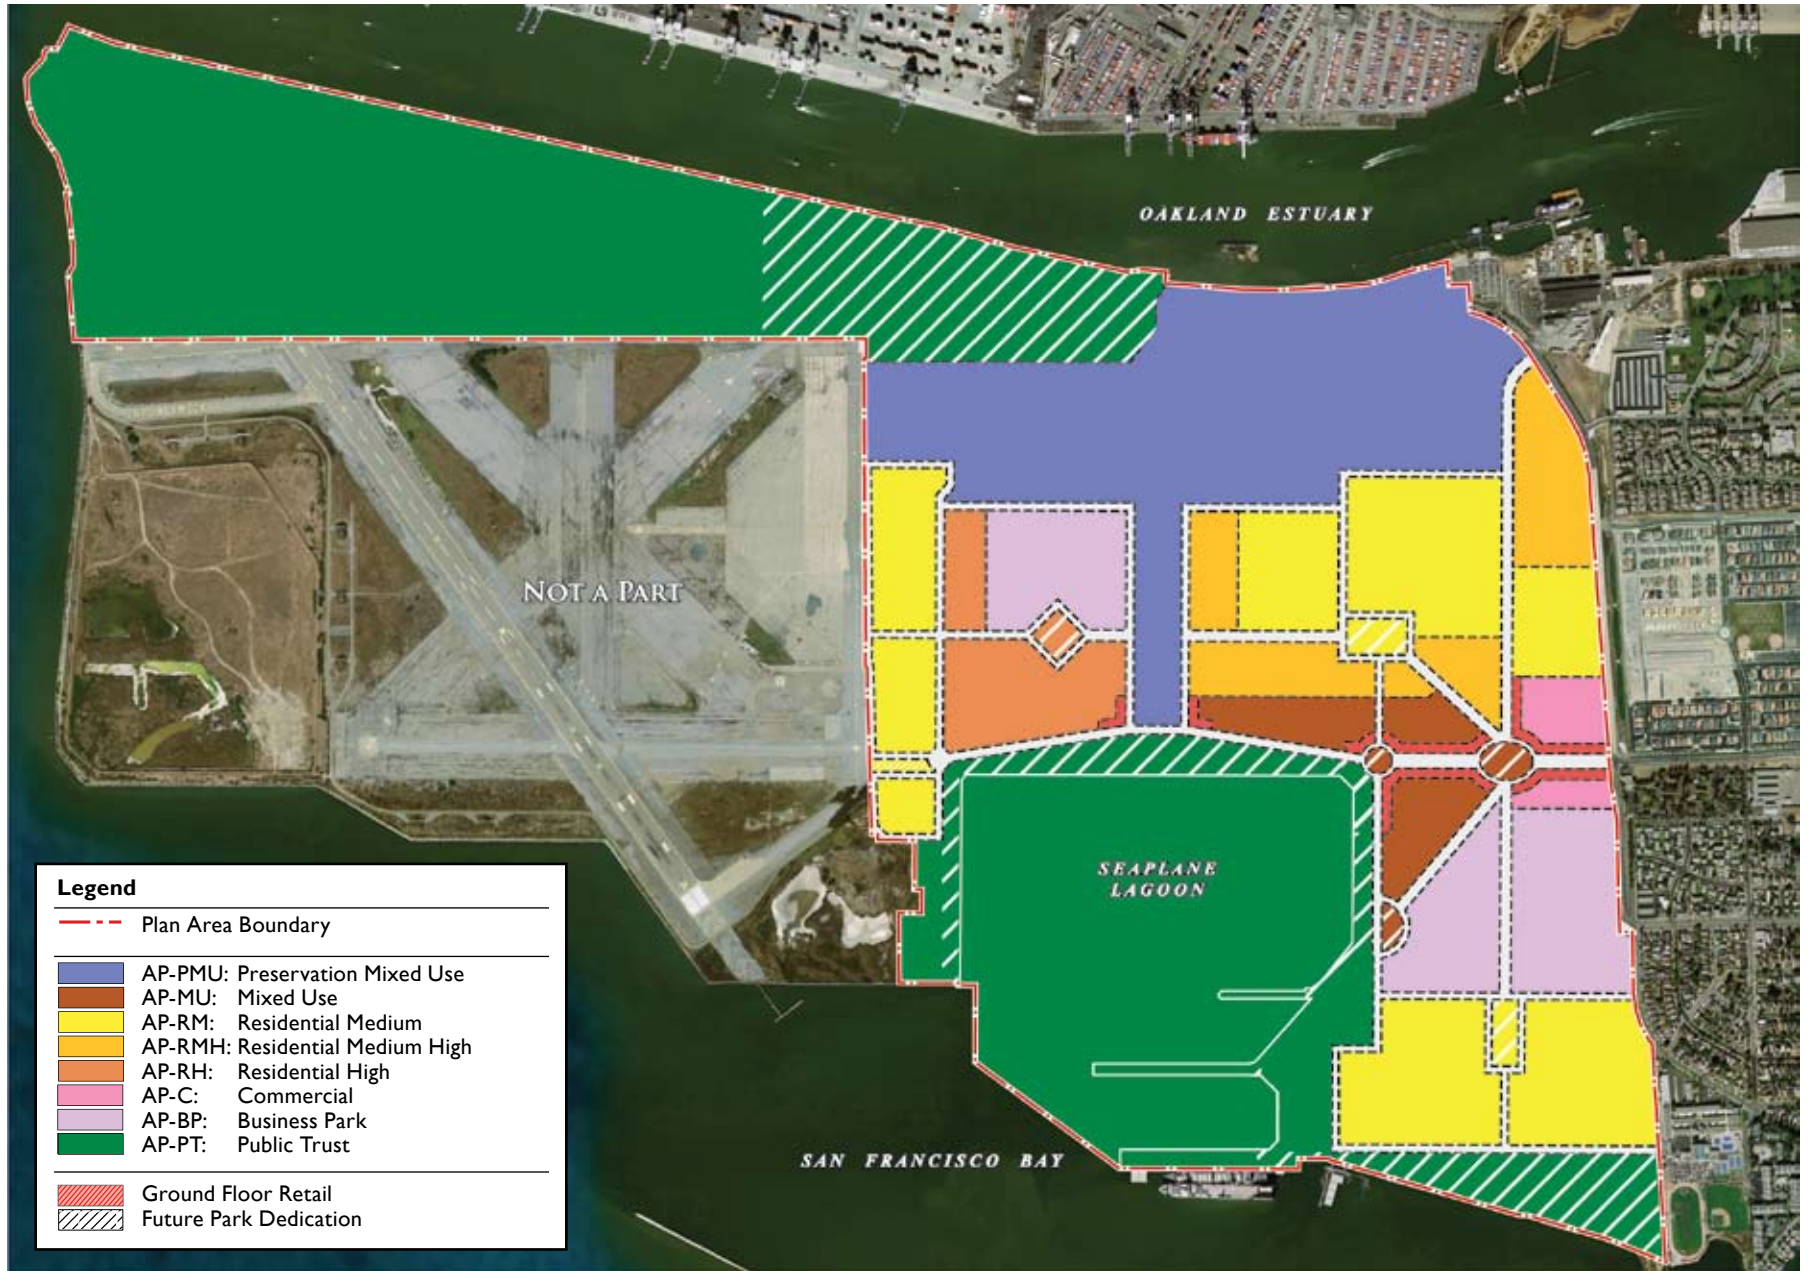 OAKLAND ESTUARY
NOT A PART
SEAPLANE
LAGOON
SAN FRANCISCO BAY
Legend
Plan Area Boundary
AP-PMU: Preservation Mixed Use
AP-MU: Mixed Use
AP-RM: Residential Medium
AP-RMH: Residential Medium High
AP-RH: Residential High
AP-C: Commercial
AP-BP: Business Park
AP-PT: Public Trust
Ground Floor Retail
Future Park Dedication